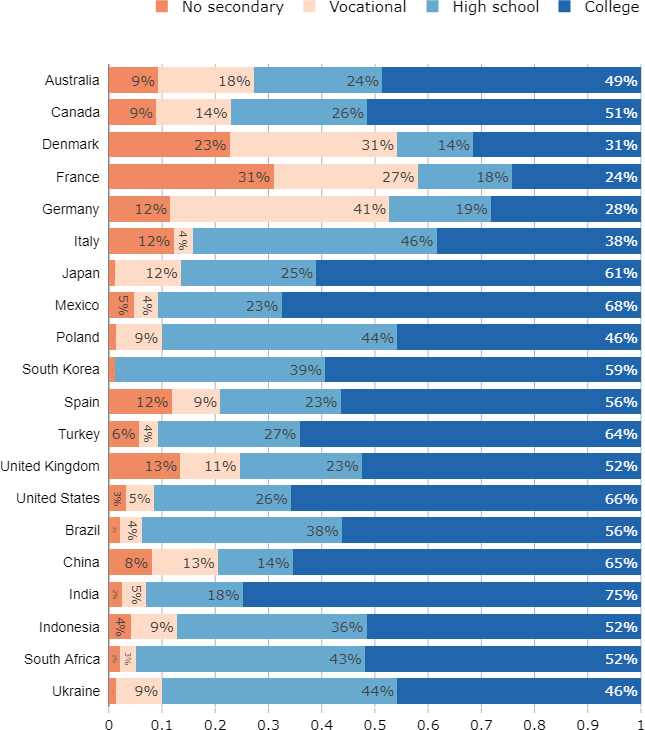 No secondary Vocational High school College
Australia 9% 18% 24% 49%
Canada 9% 14% 26% 51%
Denmark 23% 31% 14% 31%
France 31% 27% 18% 24%
Germany 12% 41% 19% 28%
Italy 12% 4% 46% 38%
Japan 12% 25% 61%
Mexico 5% 4% 23% 68%
Poland 9% 44% 46%
South Korea 39% 59%
Spain 12% 9% 23% 56%
Turkey 6% 4% 27% 64%
United Kingdom 13% 11% 23% 52%
United States 3% 5% 26% 66%
Brazil 4% 38% 56%
China 8% 13% 14% 65%
India 2% 5% 18% 75%
Indonesia 4% 9% 36% 52%
South Africa 2% 3% 43% 52%
Ukraine 9% 44% 46%
0 0.1 0.2 0.3 0.4 0.5 0.6 0.7 0.8 0.9 1